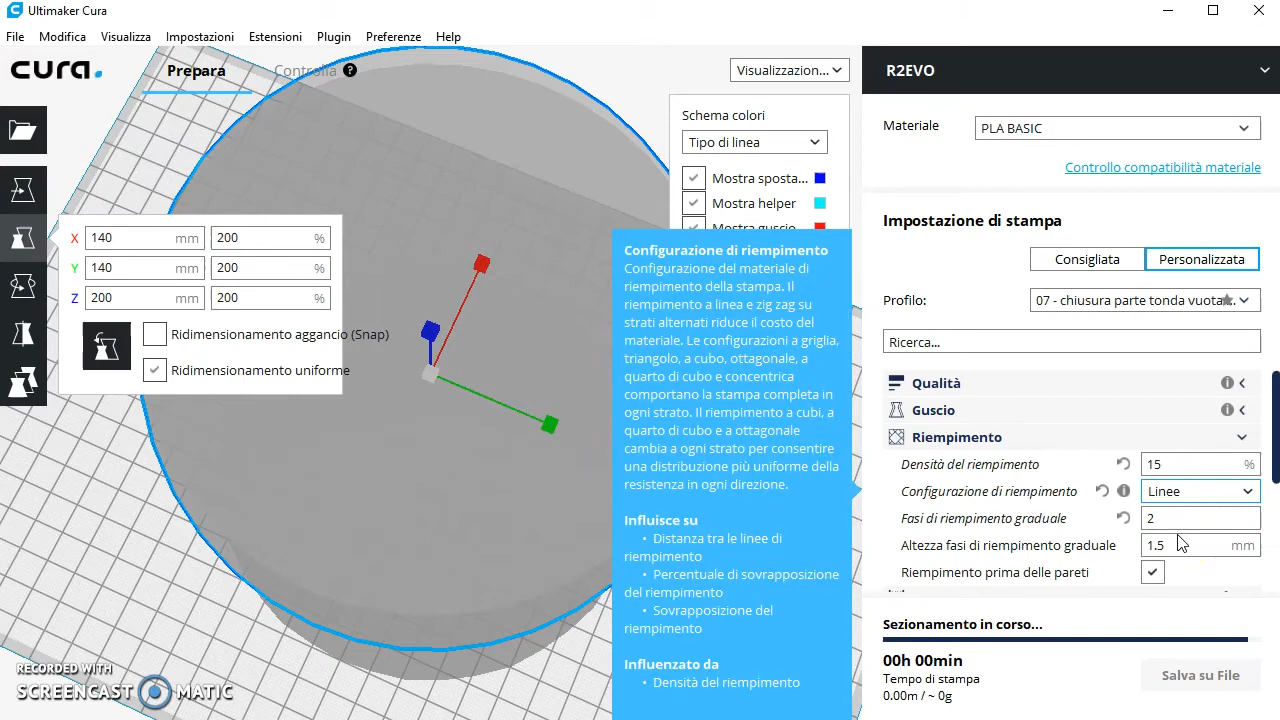 Ultimaker Cura
File Modifica Visualizza Impostazioni Estensioni Plugin Preferenze Help
cura.
Prepara
Controlla ?
Visualizzazion...
Schema colori
Tipo di linea
Mostra sposta...
Mostra helper
Mostra guscio
X 140 mm 200 %
Y 140 mm 200 %
Z 200 mm 200 %
Ridimensionamento aggancio (Snap)
Ridimensionamento uniforme
Configurazione di riempimento
Configurazione del materiale di
riempimento della stampa. Il
riempimento a linea e zig zag su
strati alternati riduce il costo del
materiale. Le configurazioni a griglia,
triangolo, a cubo, ottagonale, a
quarto di cubo e concentrica
comportano la stampa completa in
ogni strato. Il riempimento a cubi, a
quarto di cubo e a ottagonale
cambia a ogni strato per consentire
una distribuzione più uniforme della
resistenza in ogni direzione.
Influisce su
• Distanza tra le linee di
riempimento
• Percentuale di sovrapposizione
del riempimento
• Sovrapposizione del
riempimento
Influenzato da
• Densità del riempimento
R2EVO
Materiale PLA BASIC
Controllo compatibilità materiale
Impostazione di stampa
Consigliata Personalizzata
Profilo: 07 - chiusura parte tonda vuota...
Ricerca...
Qualità
Guscio
Riempimento
Densità del riempimento 15 %
Configurazione di riempimento Linee
Fasi di riempimento graduale 2
Altezza fasi di riempimento graduale 1.5 mm
Riempimento prima delle pareti
Sezionamento in corso...
00h 00min
Tempo di stampa
0.00m / ~ 0g
Salva su File
RECORDED WITH
SCREENCAST MATIC